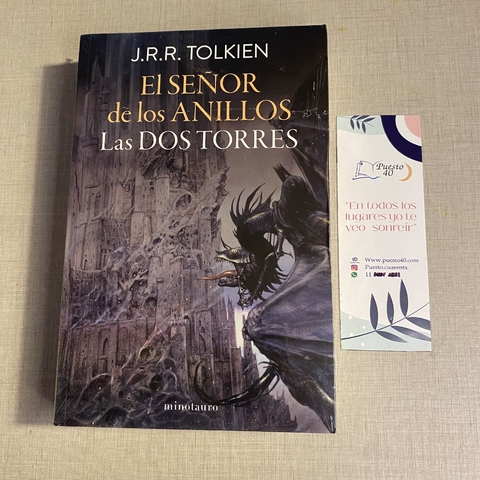 J.R.R. TOLKIEN
El SEÑOR
de los ANILLOS
Las DOS TORRES
minotauro
Puesto
40
"En todos los
lugares yo te
veo sonreír"
Www.puesto40.com
Puesto.cuarenta
11